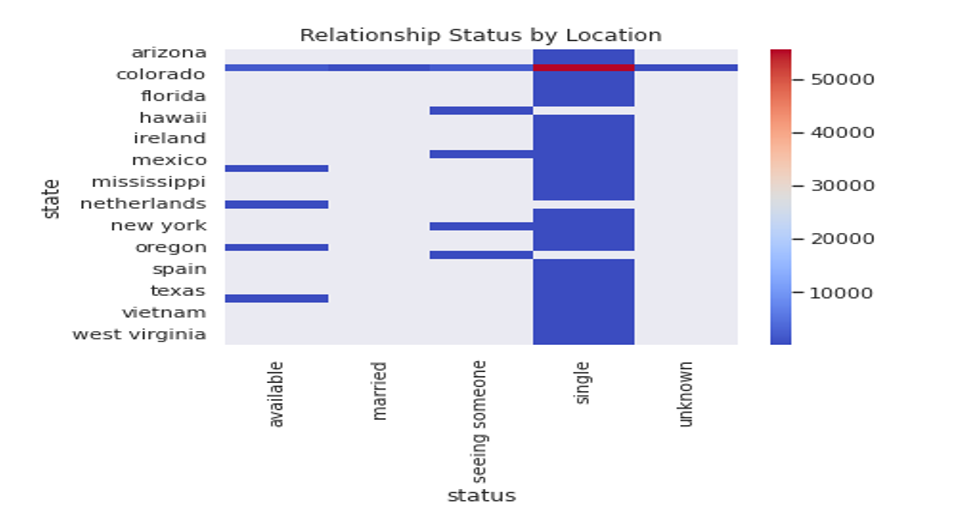 Relationship Status by Location
arizona
colorado
florida
hawaii
ireland
mexico
mississippi
netherlands
new york
oregon
spain
texas
vietnam
west virginia
state
available
married
seeing someone
single
unknown
status
50000
40000
30000
20000
10000